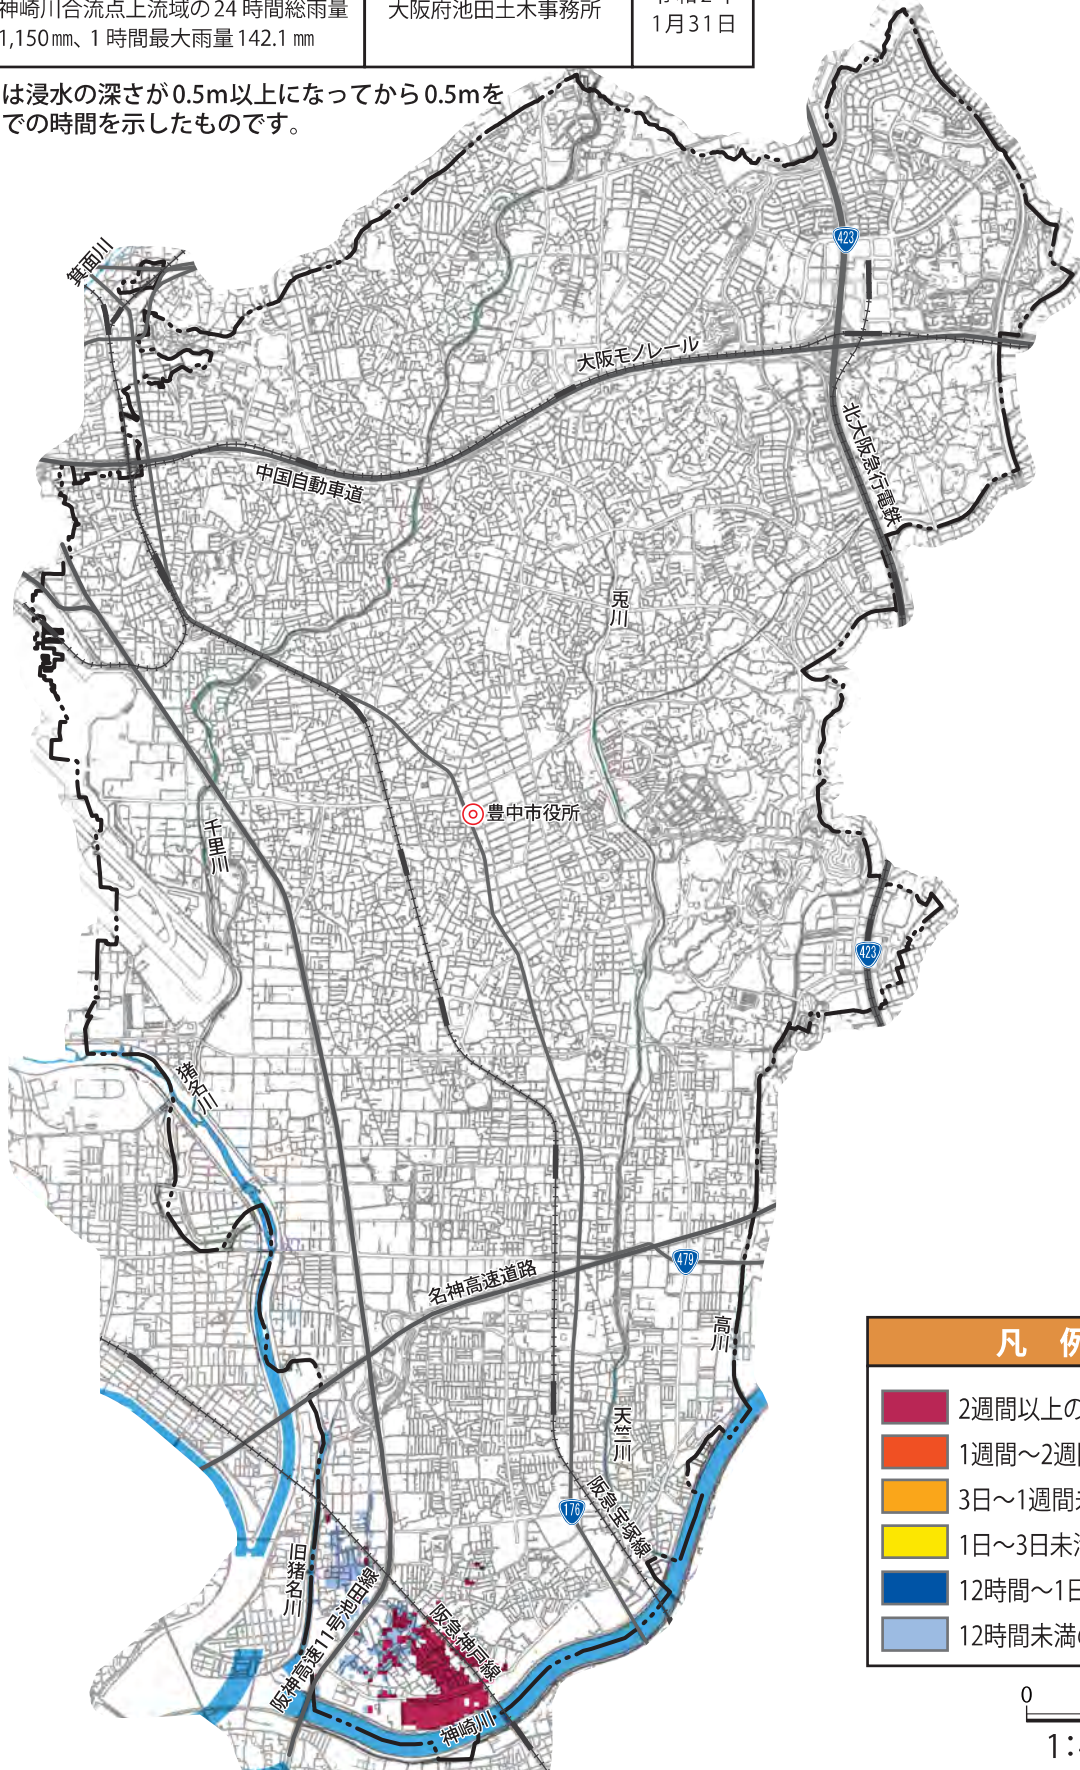 神崎川合流点上流域の24時間総雨量
1,150㎜、1時間最大雨量142.1㎜
大阪府池田土木事務所
1月31日
は浸水の深さが0.5m以上になってから0.5mを
での時間を示したものです。
箕面川
423
大阪モノレール
中国自動車道
北大阪急行電鉄
兎川
豊中市役所
千里川
423
猪名川
479
名神高速道路
高川
天竺川
176
阪急宝塚線
旧猪名川
阪神高速11号池田線
阪急神戸線
神崎川
凡 例
2週間以上の
1週間～2週
3日～1週間
1日～3日未
12時間～1日
12時間未満
0
1: